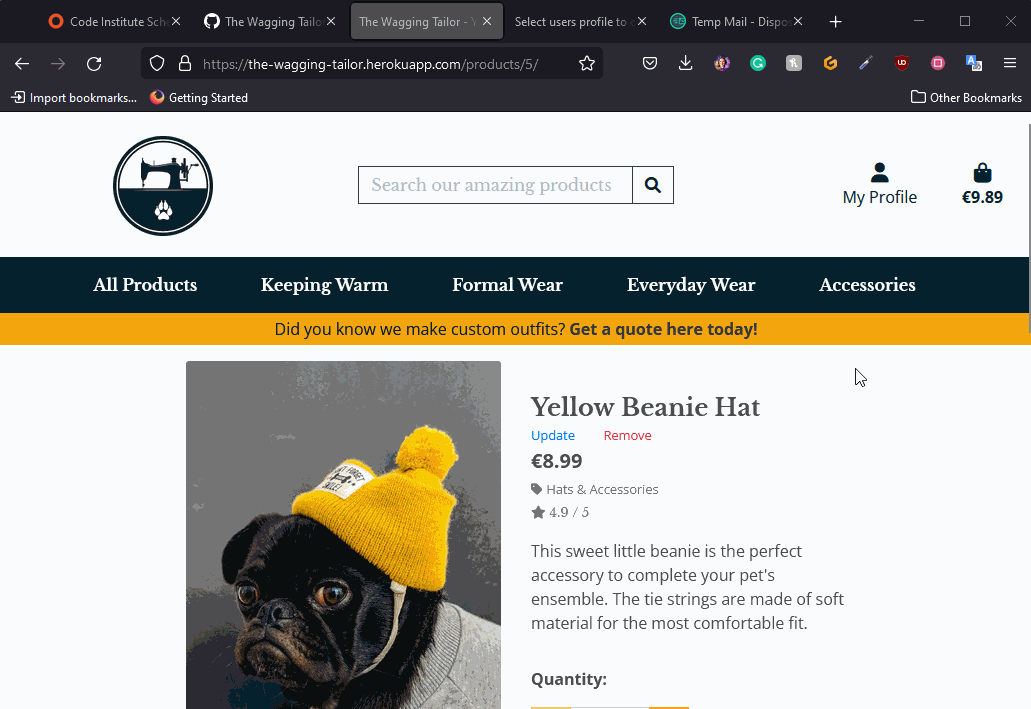 Code Institute Sch
The Wagging Tailo
The Wagging Tailor - Y
Select users profile to c
Temp Mail - Dispos
https://the-wagging-tailor.herokuapp.com/products/5/
Import bookmarks...
Getting Started
Other Bookmarks
Search our amazing products
My Profile
€9.89
All Products
Keeping Warm
Formal Wear
Everyday Wear
Accessories
Did you know we make custom outfits? Get a quote here today!
Yellow Beanie Hat
Update
Remove
€8.99
Hats & Accessories
4.9 / 5
This sweet little beanie is the perfect
accessory to complete your pet's
ensemble. The tie strings are made of soft
material for the most comfortable fit.
Quantity: